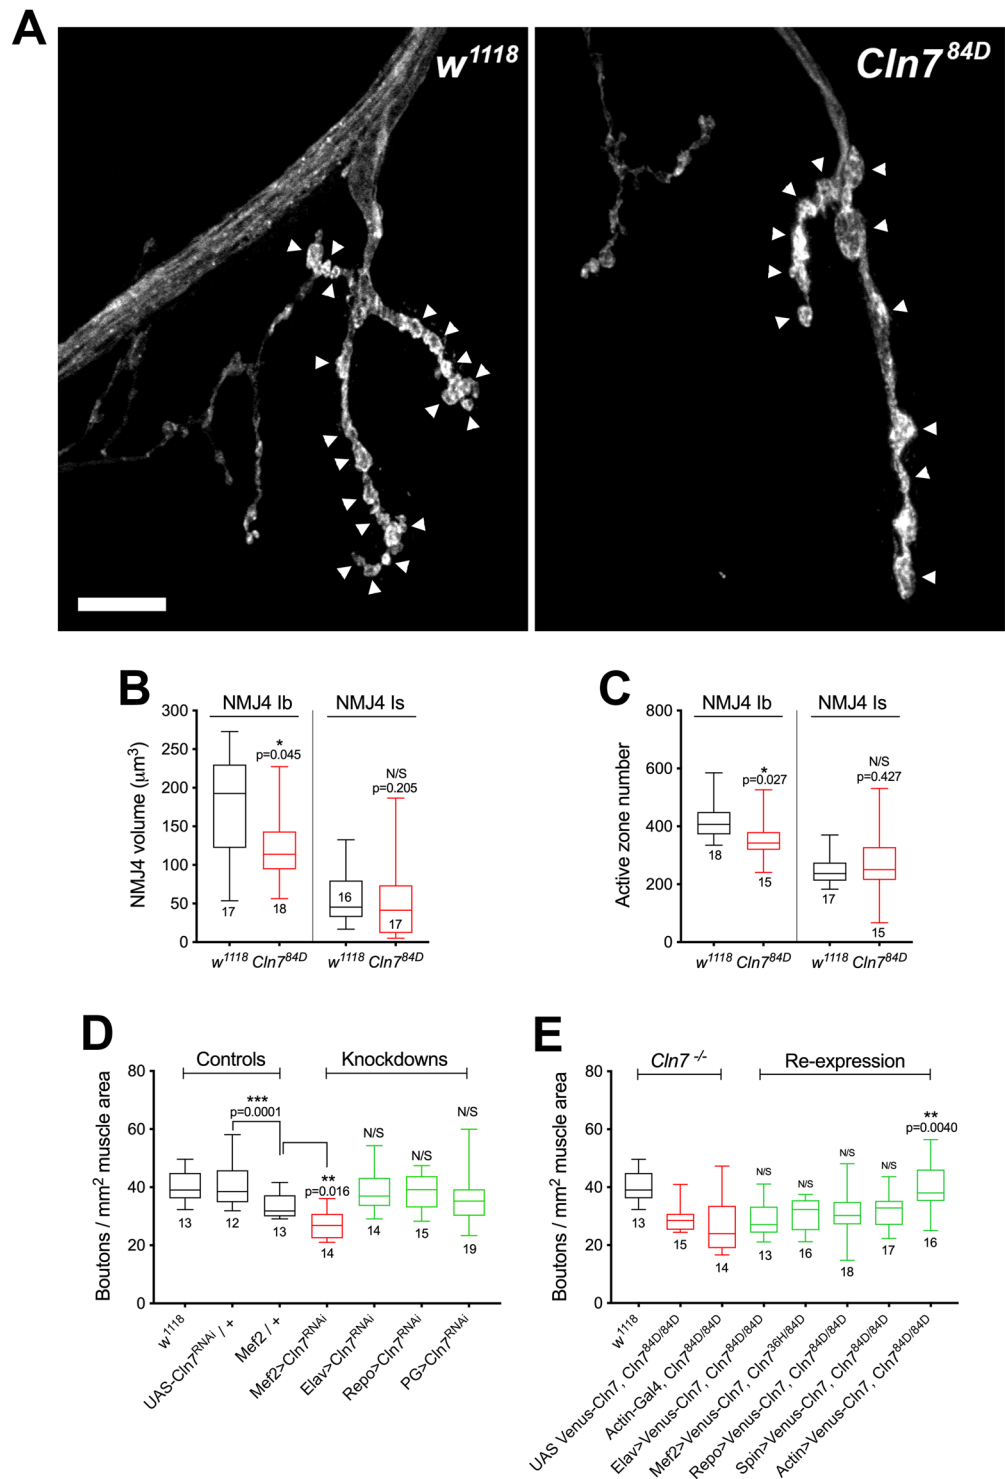 A
w¹¹¹⁸
Cln7⁸⁴ᴰ
B
NMJ4 Ib
NMJ4 Is
NMJ4 volume (µm³)
300
250
200
150
100
50
0
*
p=0.045
N/S
p=0.205
17
18
16
17
w¹¹¹⁸ Cln7⁸⁴ᴰ
w¹¹¹⁸ Cln7⁸⁴ᴰ
C
NMJ4 Ib
NMJ4 Is
Active zone number
800
600
400
200
0
*
p=0.027
N/S
p=0.427
18
15
17
15
w¹¹¹⁸ Cln7⁸⁴ᴰ
w¹¹¹⁸ Cln7⁸⁴ᴰ
D
Controls
Knockdowns
Boutons / mm² muscle area
80
60
40
20
0
***
p=0.0001
**
p=0.016
N/S
N/S
N/S
13
12
13
14
14
15
19
w¹¹¹⁸
UAS-Cln7ᴿᴺᴬⁱ / +
Mef2 / +
Mef2>Cln7ᴿᴺᴬⁱ
Elav>Cln7ᴿᴺᴬⁱ
Repo>Cln7ᴿᴺᴬⁱ
PG>Cln7ᴿᴺᴬⁱ
E
Cln7 ⁻/⁻
Re-expression
Boutons / mm² muscle area
80
60
40
20
0
N/S
N/S
N/S
N/S
**
p=0.0040
13
15
14
13
16
18
17
16
w¹¹¹⁸
UAS Venus-Cln7, Cln7⁸⁴ᴰ/⁸⁴ᴰ
Actin-Gal4, Cln7⁸⁴ᴰ/⁸⁴ᴰ
Elav>Venus-Cln7, Cln7⁸⁴ᴰ/⁸⁴ᴰ
Mef2>Venus-Cln7, Cln7³⁶ᴴ/⁸⁴ᴰ
Repo>Venus-Cln7, Cln7⁸⁴ᴰ/⁸⁴ᴰ
Spin>Venus-Cln7, Cln7⁸⁴ᴰ/⁸⁴ᴰ
Actin>Venus-Cln7, Cln7⁸⁴ᴰ/⁸⁴ᴰ